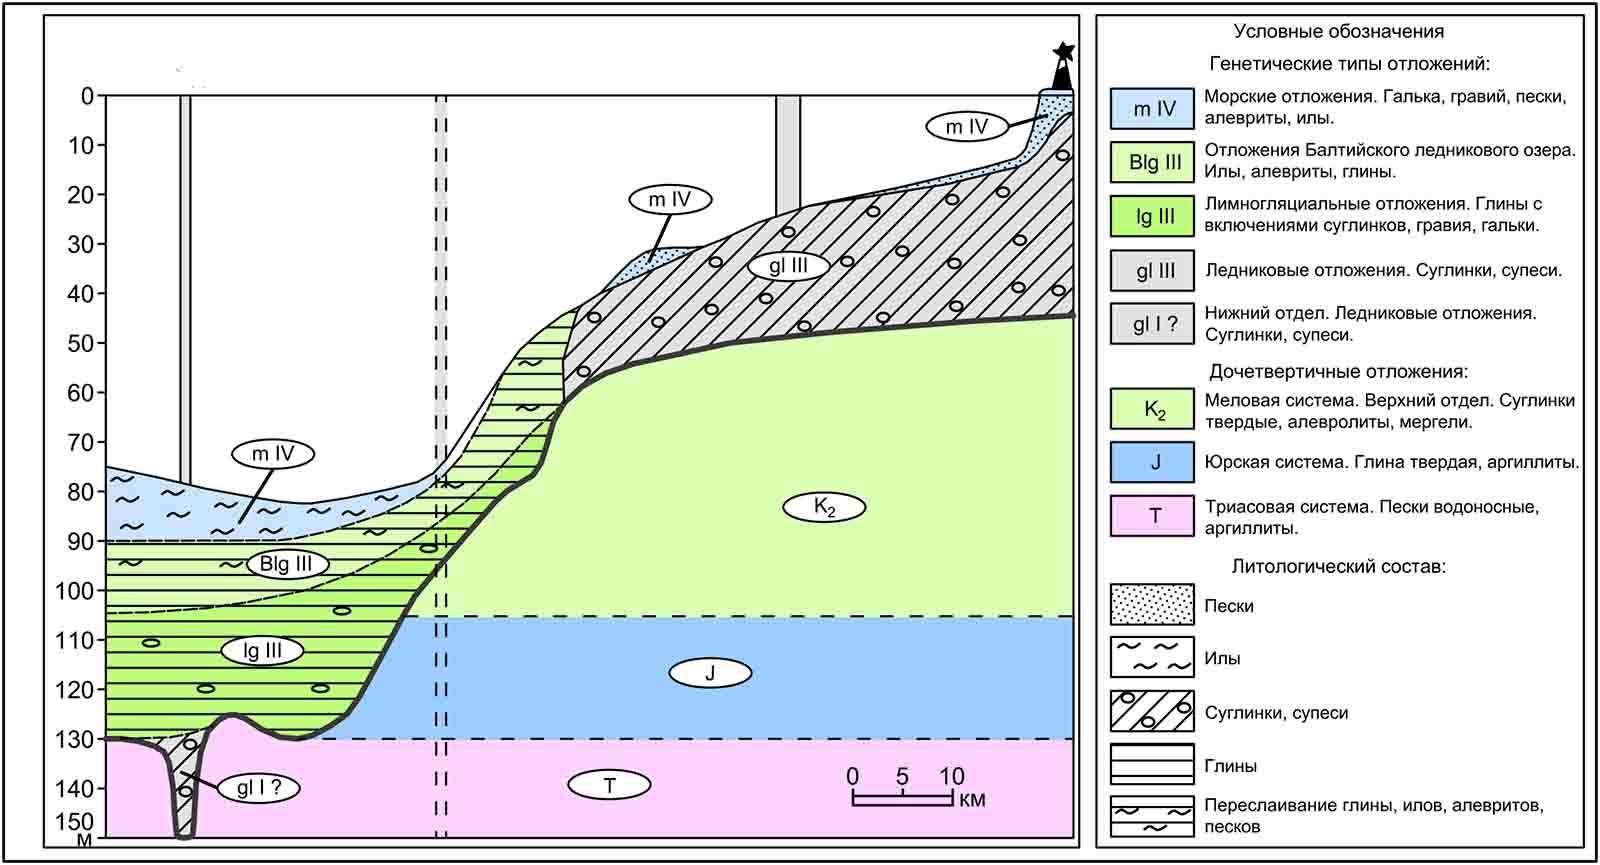 0
10
20
30
40
50
60
70
80
90
100
110
120
130
140
150
м
m IV
m IV
gl III
m IV
K2
Blg III
lg III
J
gl I ?
T
0 5 10
км
Условные обозначения
Генетические типы отложений:
m IV
Морские отложения. Галька, гравий, пески,
алевриты, илы.
Blg III
Отложения Балтийского ледникового озера.
Илы, алевриты, глины.
lg III
Лимногляциальные отложения. Глины с
включениями суглинков, гравия, гальки.
gl III
Ледниковые отложения. Суглинки, супеси.
gl I ?
Нижний отдел. Ледниковые отложения.
Суглинки, супеси.
Дочетвертичные отложения:
K2
Меловая система. Верхний отдел. Суглинки
твердые, алевролиты, мергели.
J
Юрская система. Глина твердая, аргиллиты.
T
Триасовая система. Пески водоносные,
аргиллиты.
Литологический состав:
Пески
Илы
Суглинки, супеси
Глины
Переслаивание глины, илов, алевритов,
песков